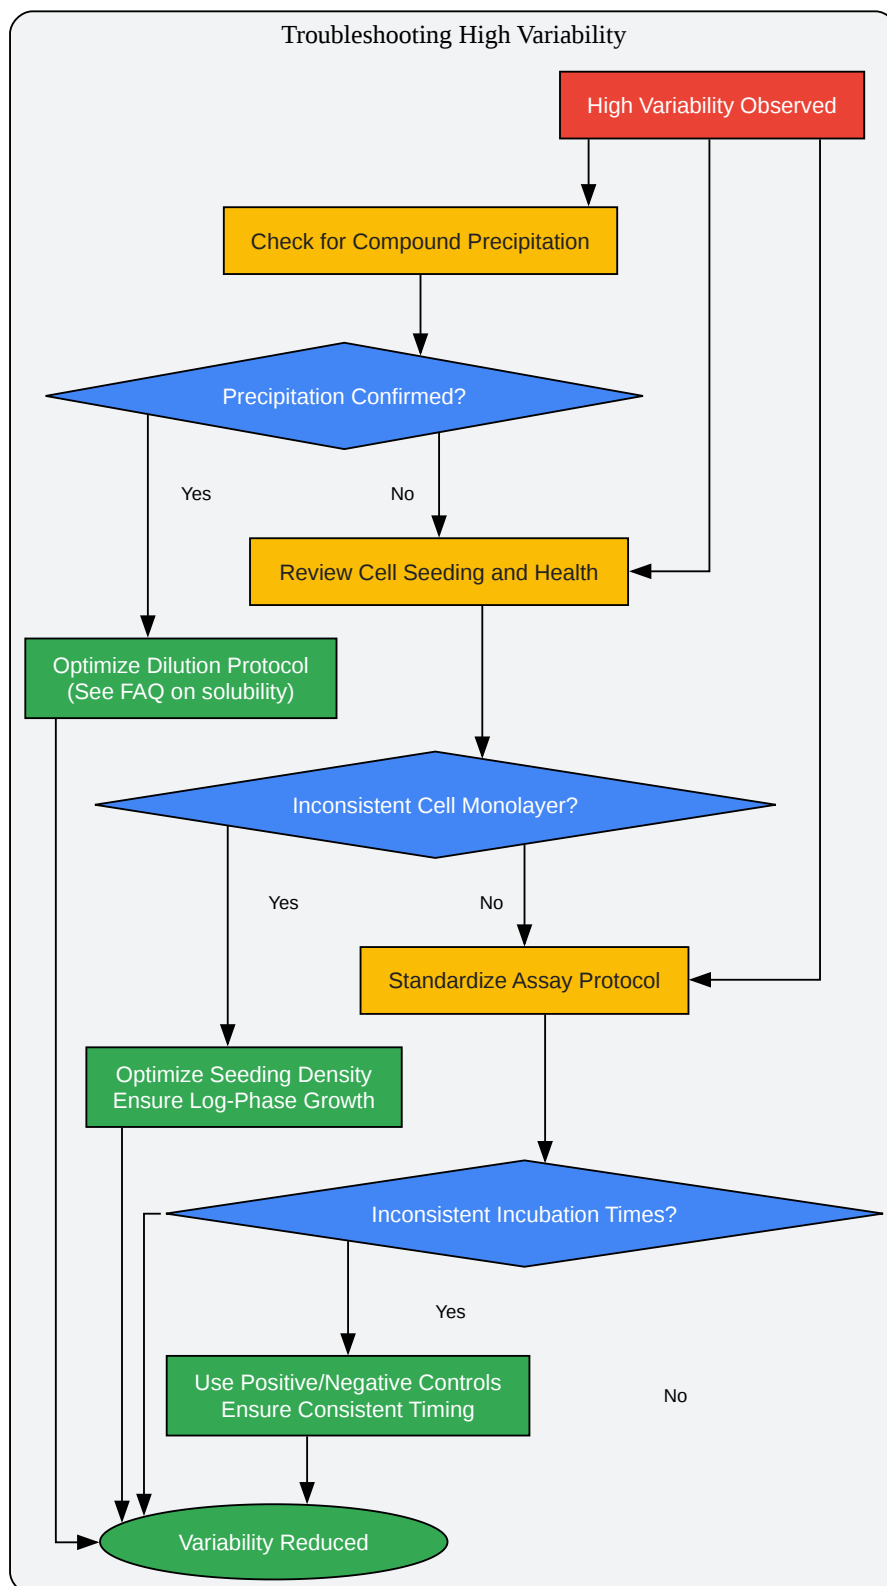 Troubleshooting High Variability
High Variability Observed
Check for Compound Precipitation
Precipitation Confirmed?
Yes
No
Review Cell Seeding and Health
Optimize Dilution Protocol
(See FAQ on solubility)
Inconsistent Cell Monolayer?
Yes
No
Standardize Assay Protocol
Optimize Seeding Density
Ensure Log-Phase Growth
Inconsistent Incubation Times?
Yes
Use Positive/Negative Controls
Ensure Consistent Timing
No
Variability Reduced